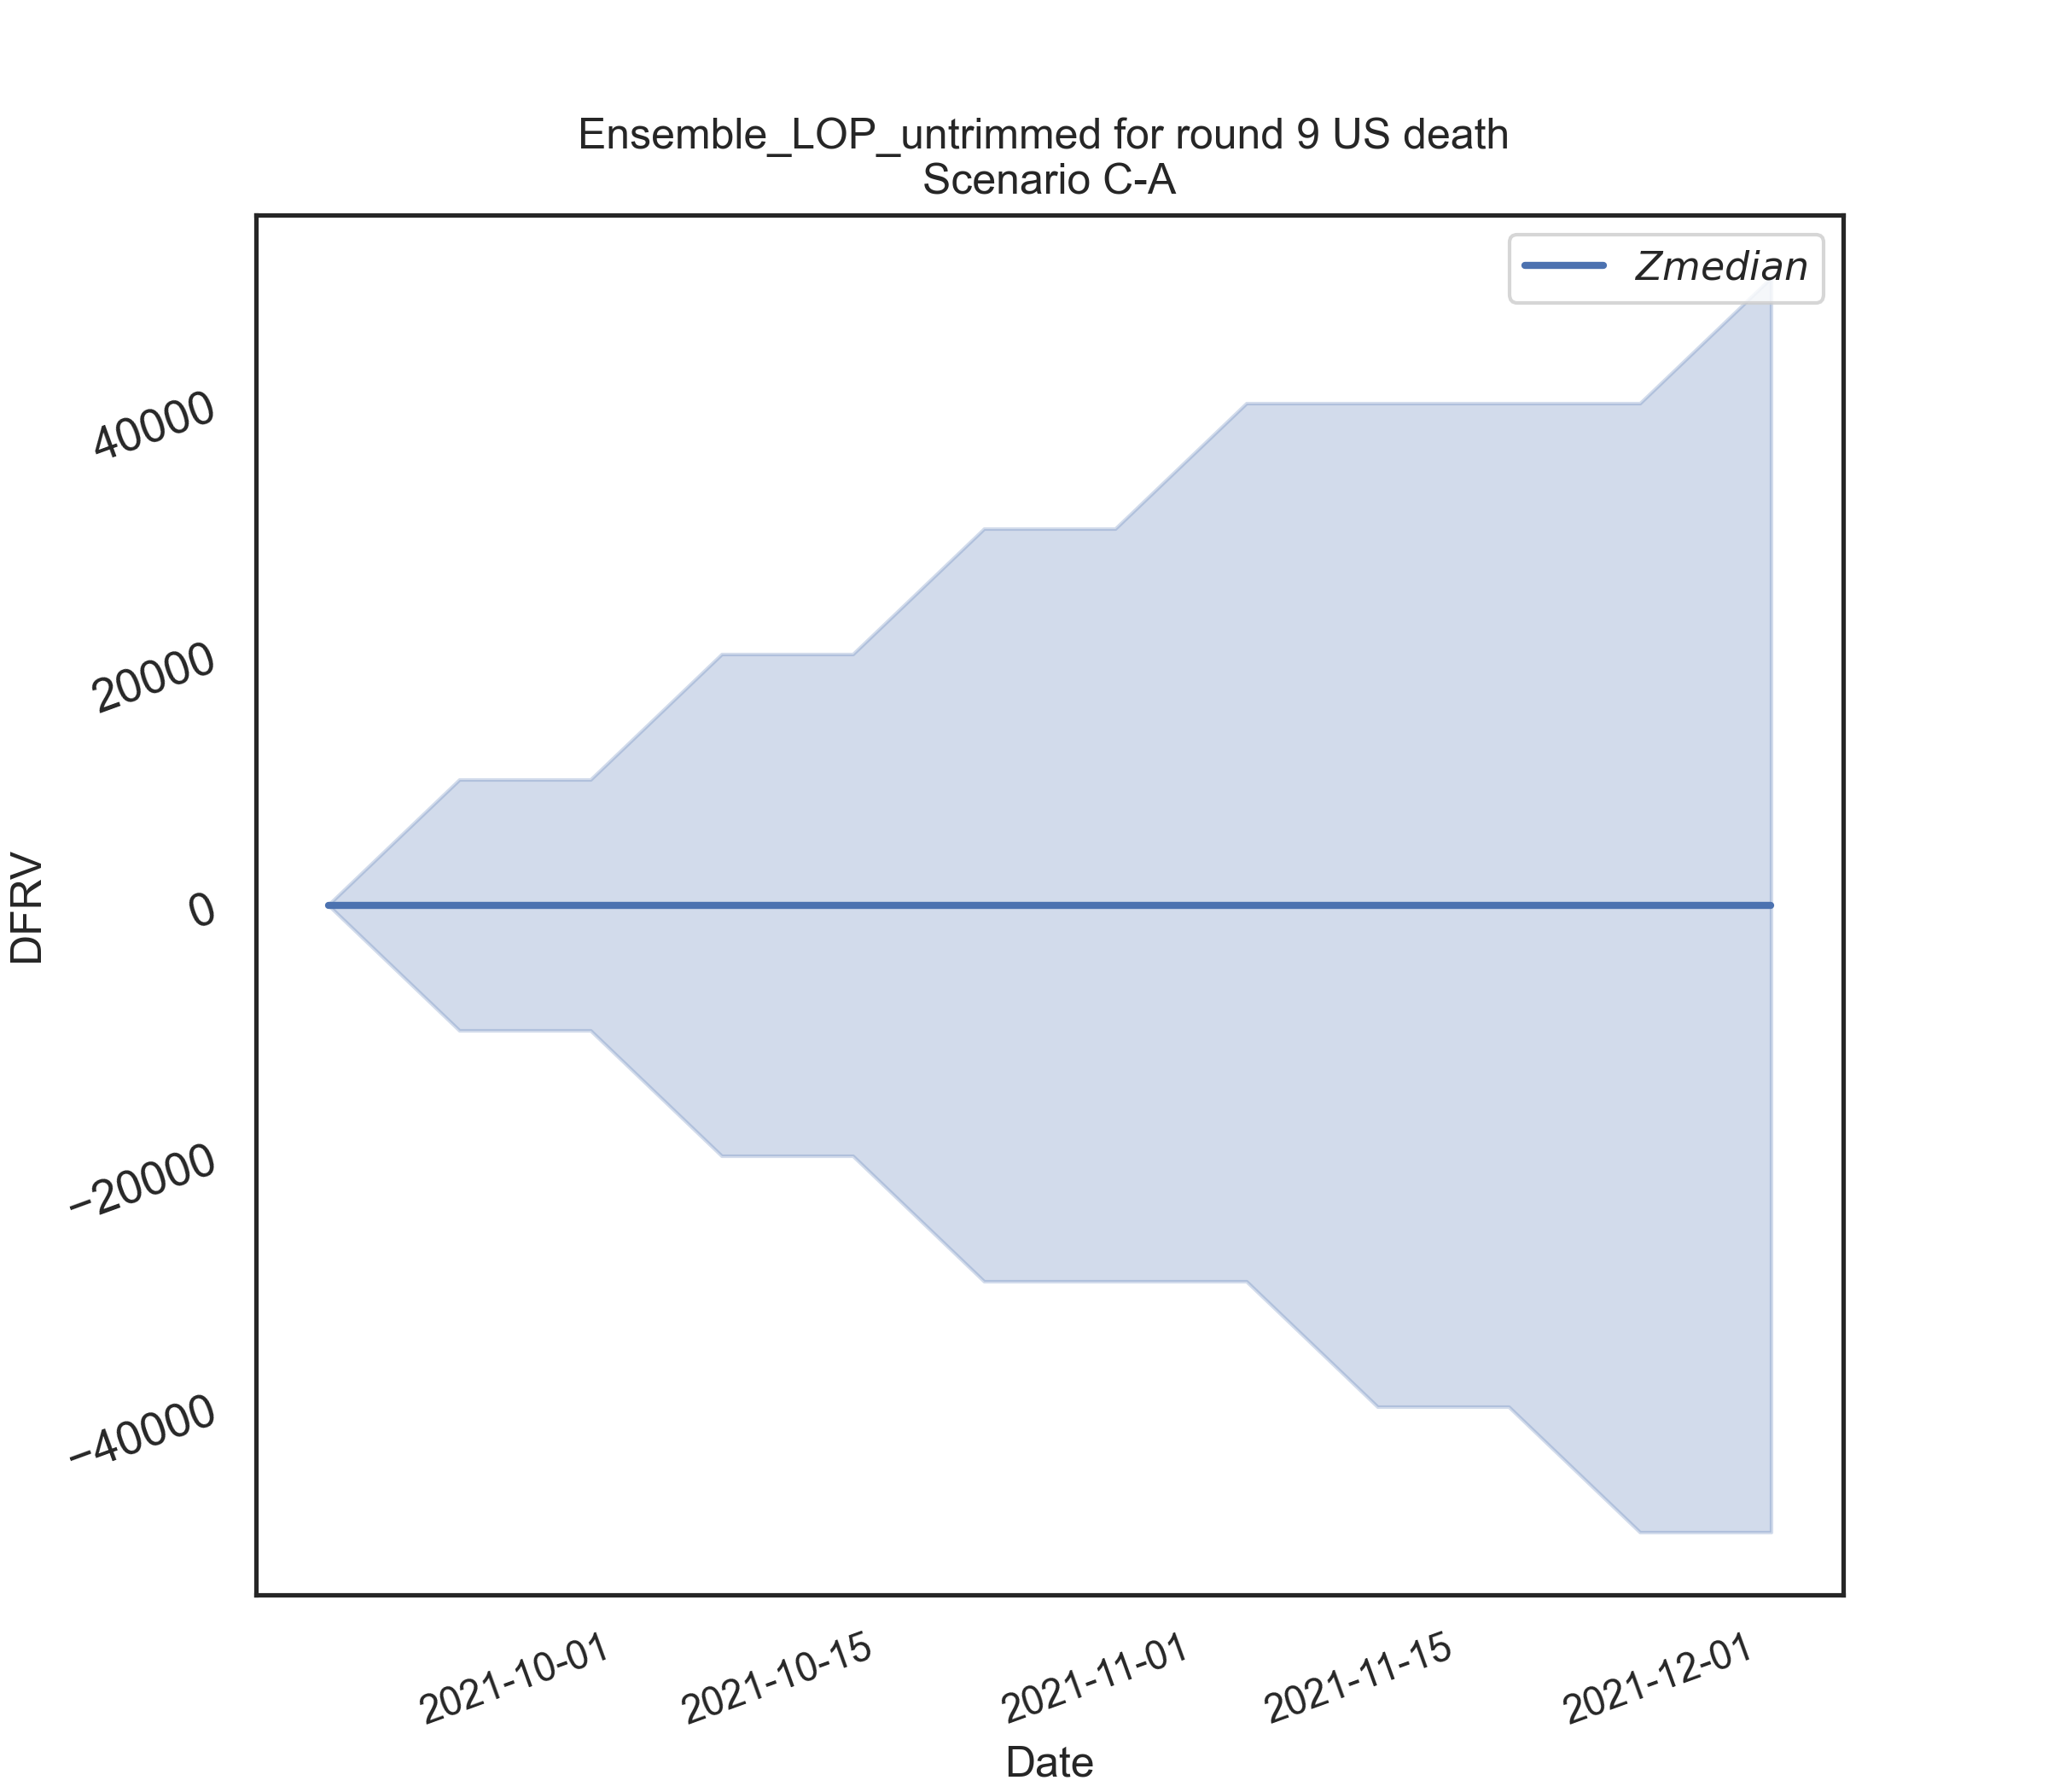 Ensemble_LOP_untrimmed for round 9 US death
Scenario C-A
Zmedian
40000
20000
0
−20000
−40000
DFRV
2021-10-01
2021-10-15
2021-11-01
2021-11-15
2021-12-01
Date